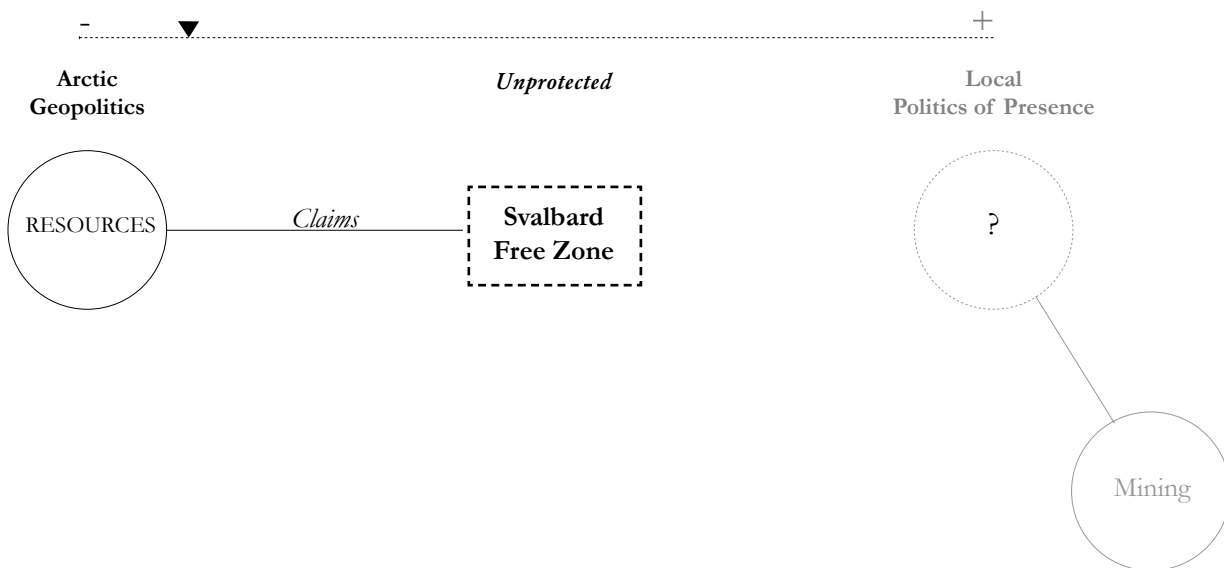 - +
Arctic
Geopolitics
Unprotected
Local
Politics of Presence
RESOURCES
Claims
Svalbard
Free Zone
?
Mining